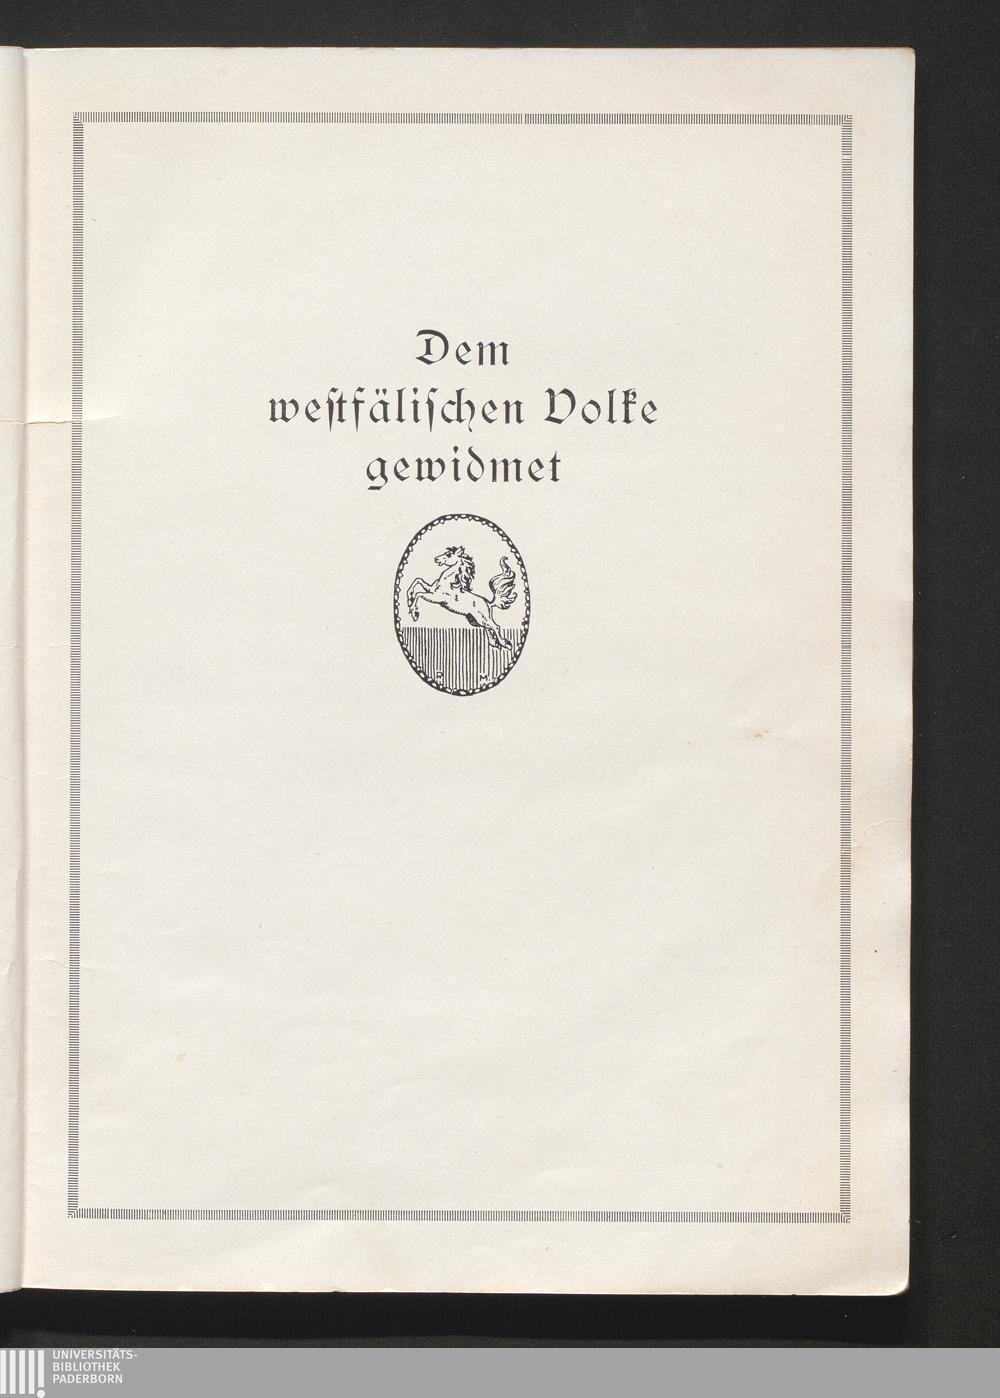 Dem
westfälischen Volke
gewidmet
R. M.
UNIVERSITÄTS-
BIBLIOTHEK
PADERBORN